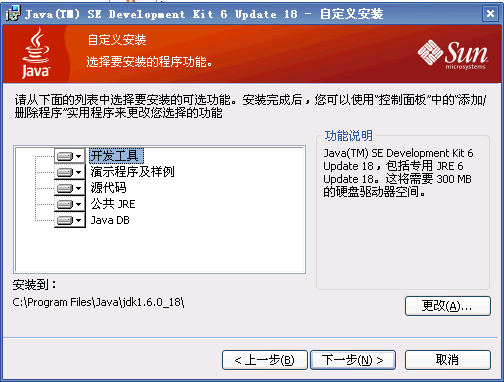 Java(TM) SE Development Kit 6 Update 18 - 自定义安装
自定义安装
选择要安装的程序功能。
Java
Sun
microsystems
请从下面的列表中选择要安装的可选功能。安装完成后，您可以使用“控制面板”中的“添加/
删除程序”实用程序来更改您选择的功能
开发工具
演示程序及样例
源代码
公共 JRE
Java DB
功能说明
Java(TM) SE Development Kit 6
Update 18，包括专用 JRE 6
Update 18。这将需要 300 MB
的硬盘驱动器空间。
安装到：
C:\Program Files\Java\jdk1.6.0_18\
更改(A)...
< 上一步(B)
下一步(N) >
取消